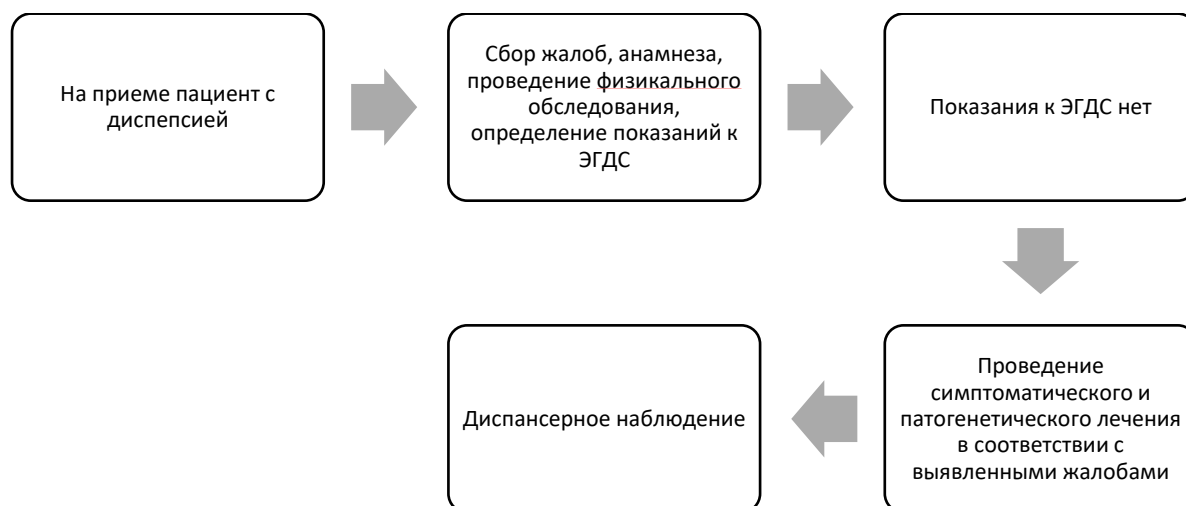 На приеме пациент с
диспепсией
Сбор жалоб, анамнеза,
проведение физикального
обследования,
определение показаний к
ЭГДС
Показания к ЭГДС нет
Проведение
симптоматического и
патогенетического лечения
в соответствии с
выявленными жалобами
Диспансерное наблюдение